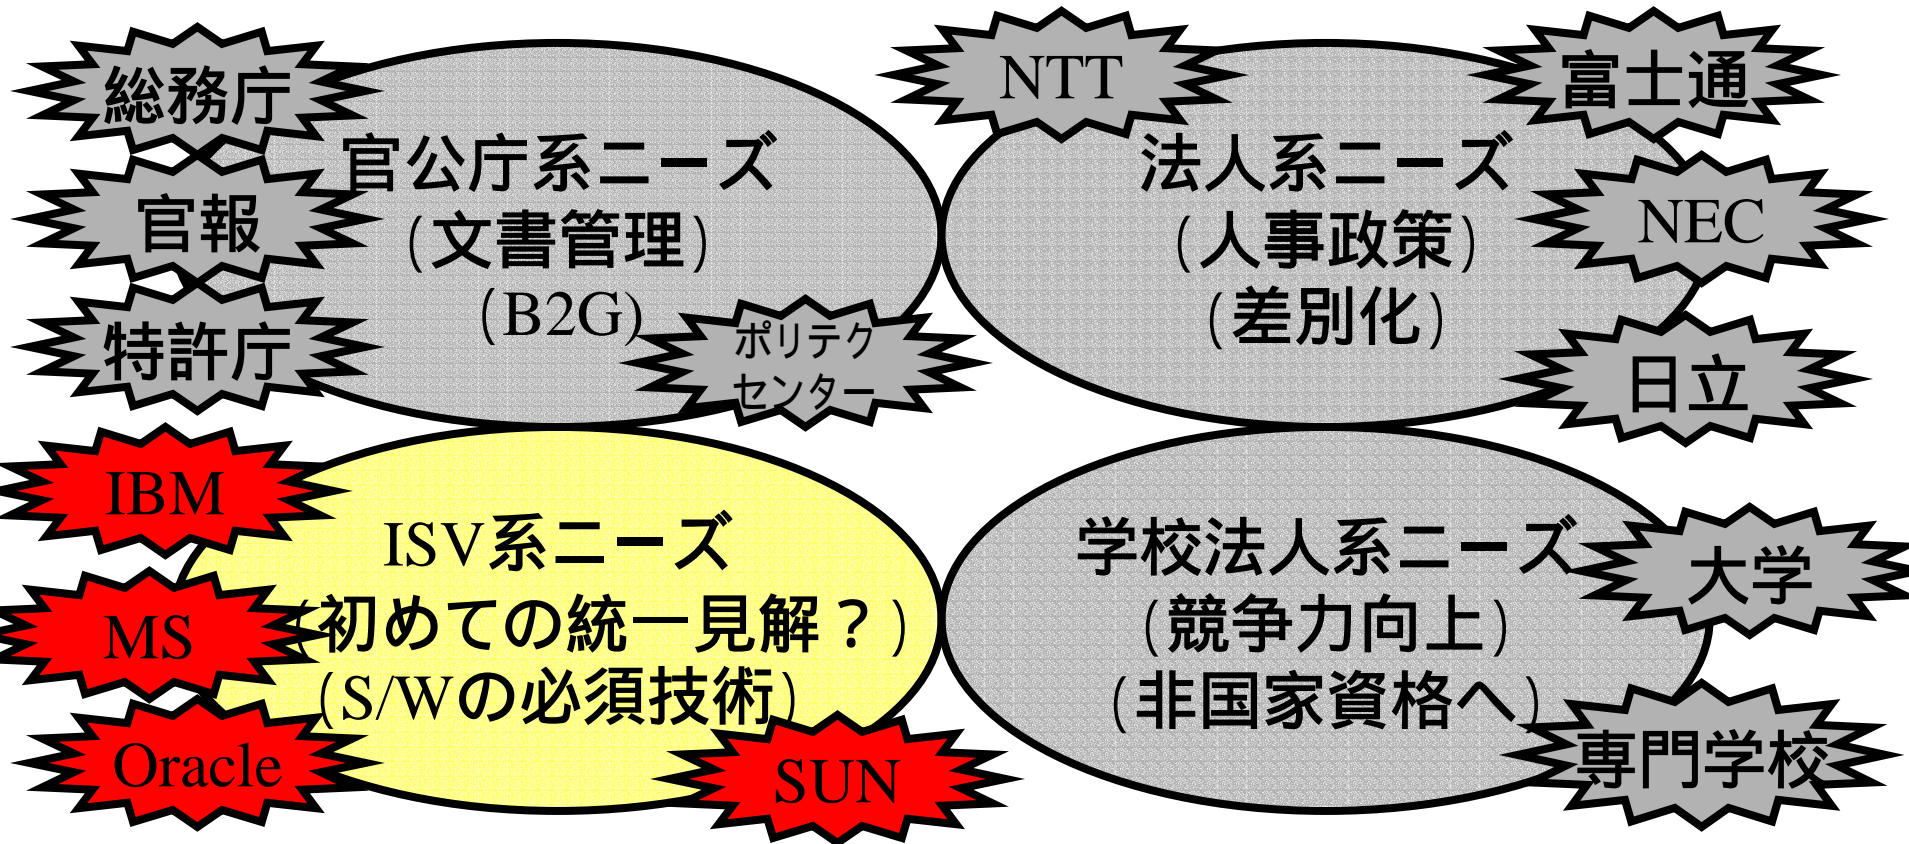 総務庁
官報
特許庁
官公庁系ニーズ
(文書管理)
(B2G)
ポリテク
センター
NTT
富士通
法人系ニーズ
(人事政策)
(差別化)
NEC
日立
IBM
MS
Oracle
ISV系ニーズ
(初めての統一見解？)
(S/Wの必須技術)
SUN
学校法人系ニーズ
(競争力向上)
(非国家資格へ)
大学
専門学校